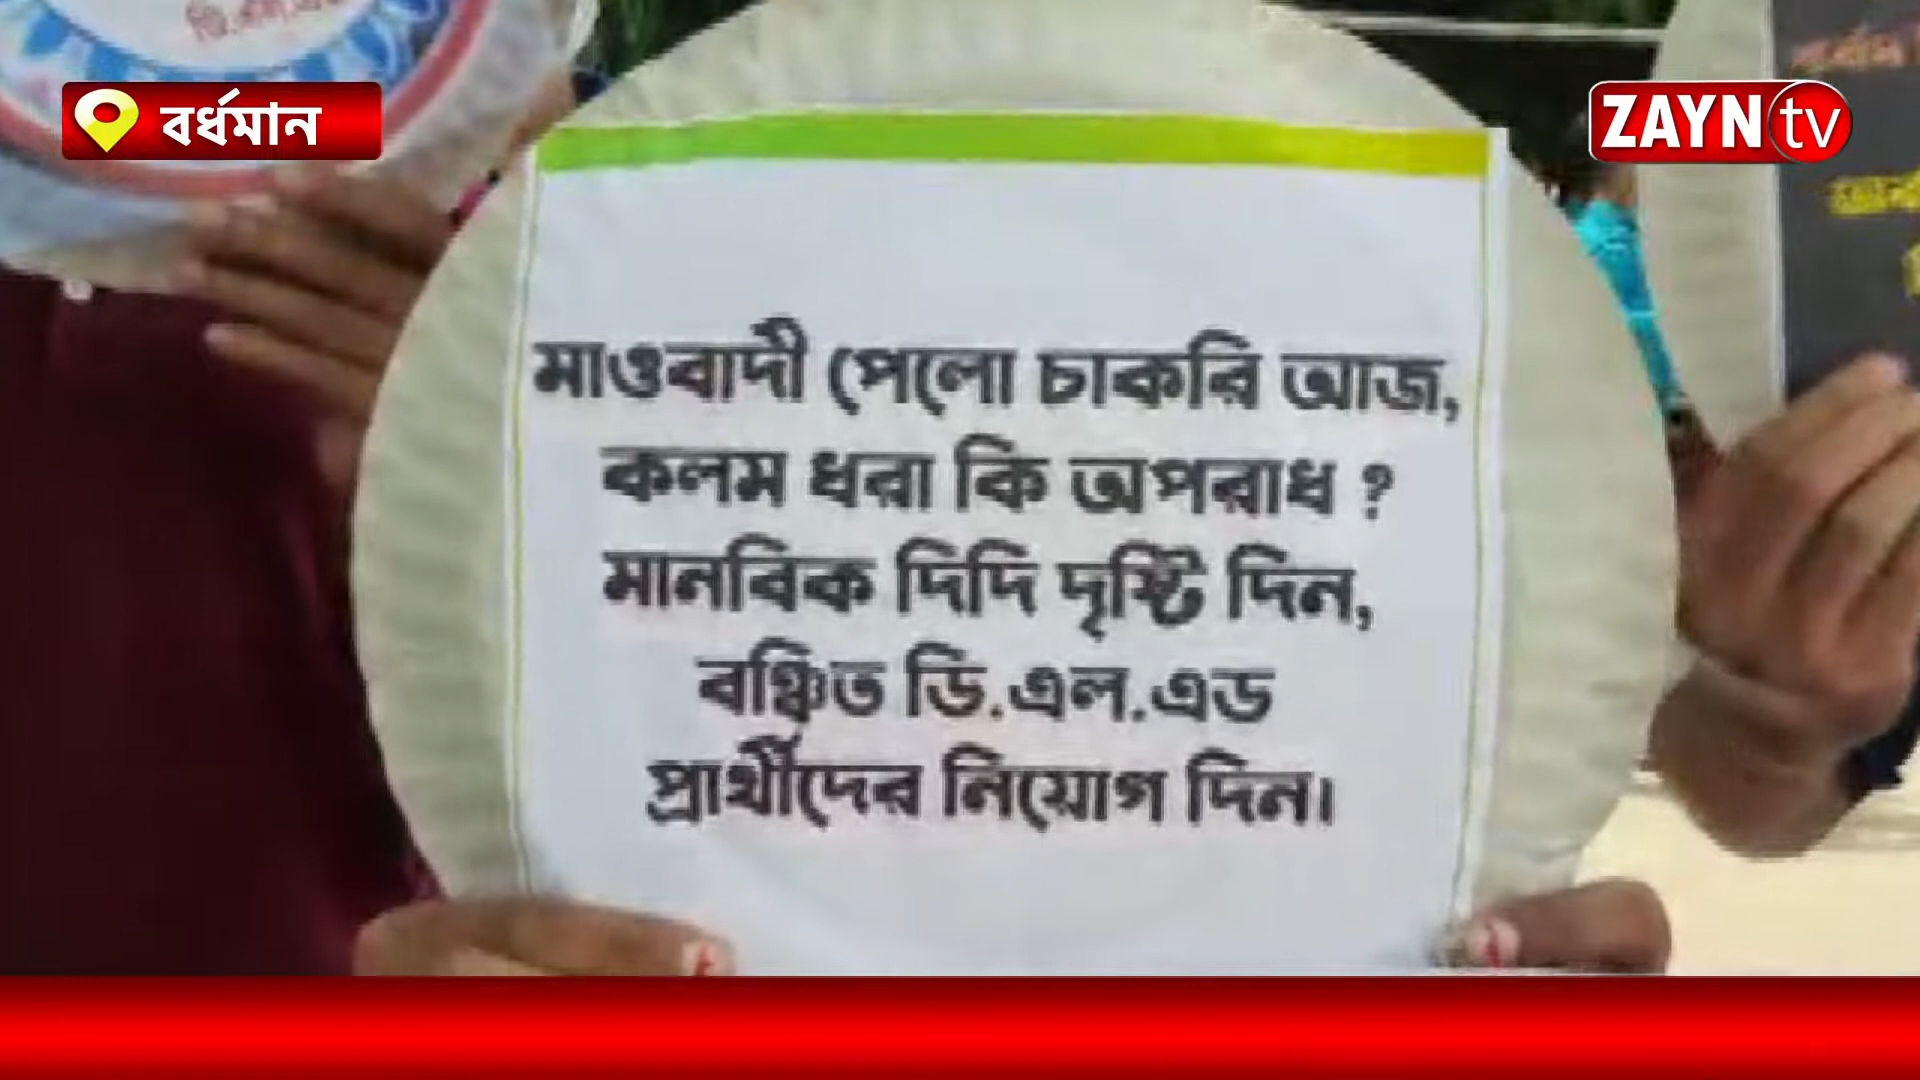 বর্ধমান
ZAYN tv
মাওবাদী পেলো চাকরি আজ,
কলম ধরা কি অপরাধ ?
মানবিক দিদি দৃষ্টি দিন,
বঞ্চিত ডি.এল.এড
প্রার্থীদের নিয়োগ দিন।